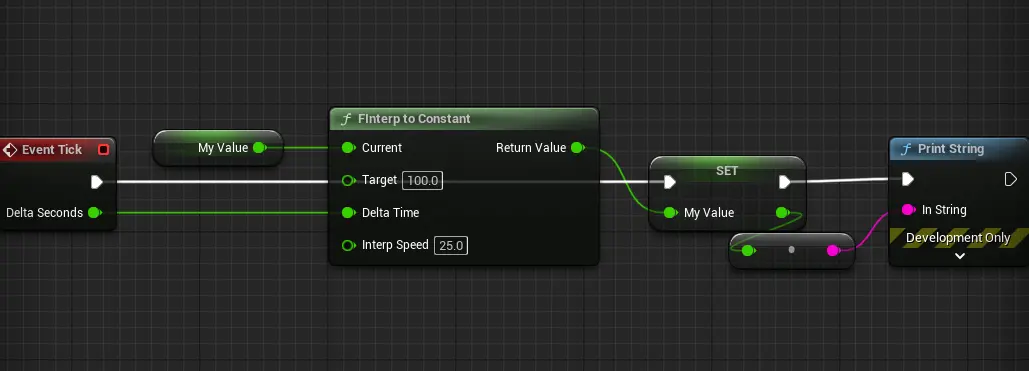 Event Tick
Delta Seconds
My Value
f FInterp to Constant
Current
Return Value
Target 100.0
Delta Time
Interp Speed 25.0
SET
My Value
f Print String
In String
Development Only